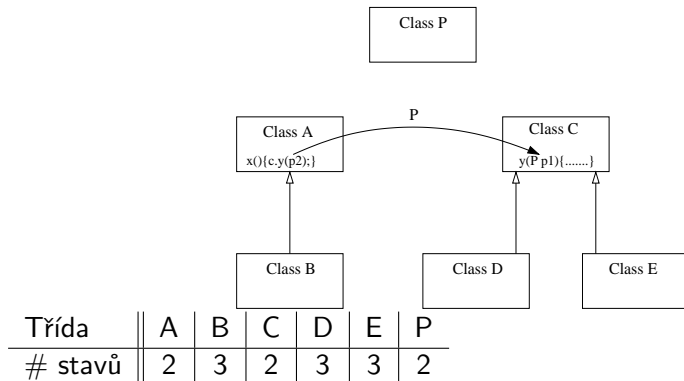 Class P
P
Class A
Class C
x(){c.y(p2);}
y(P p1){.......}
Class B
Class D
Class E
Třída A B C D E P
# stavů 2 3 2 3 3 2